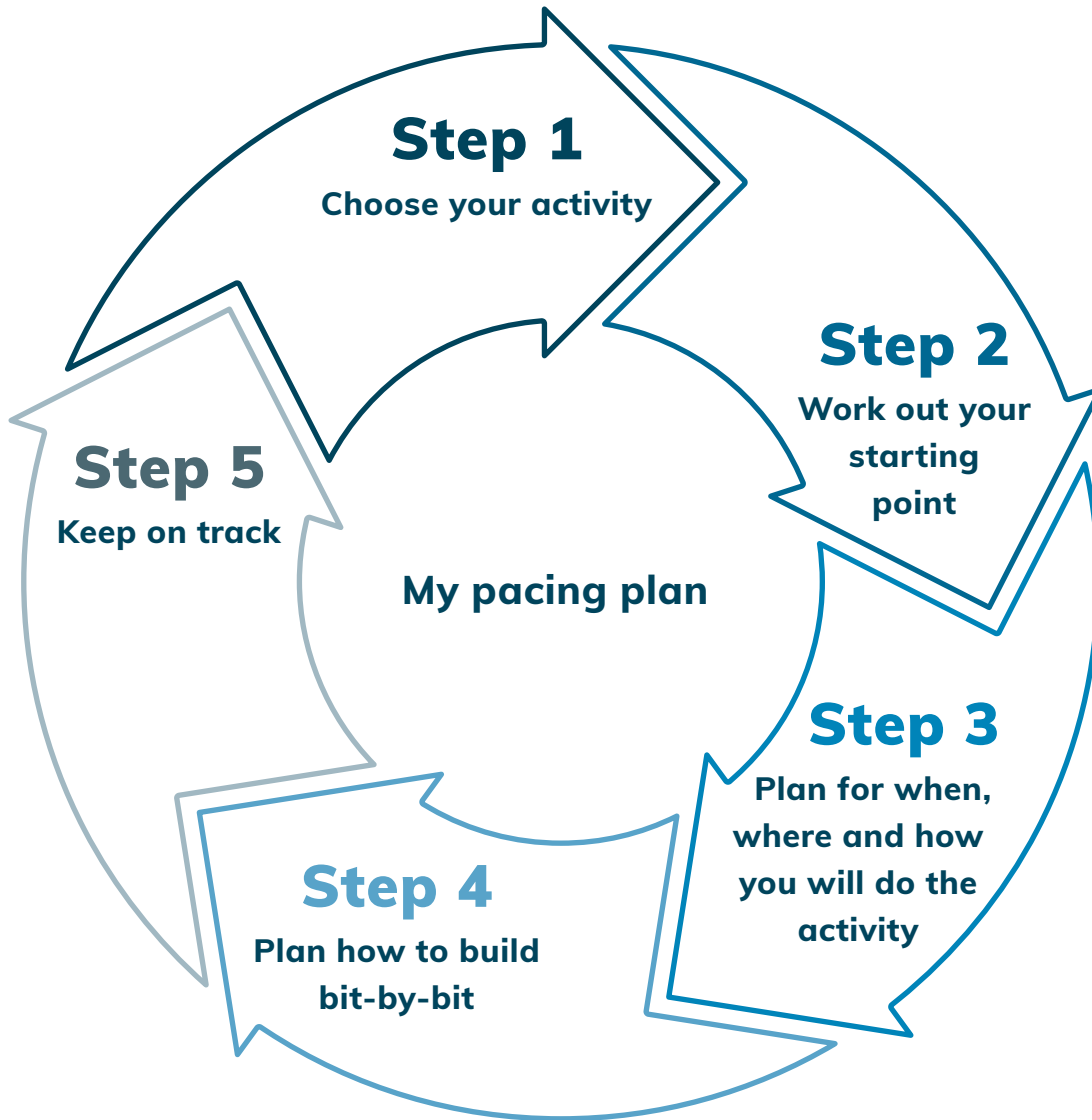 Step 1
Choose your activity
Step 2
Work out your
starting
point
Step 3
Plan for when,
where and how
you will do the
activity
Step 4
Plan how to build
bit-by-bit
Step 5
Keep on track
My pacing plan